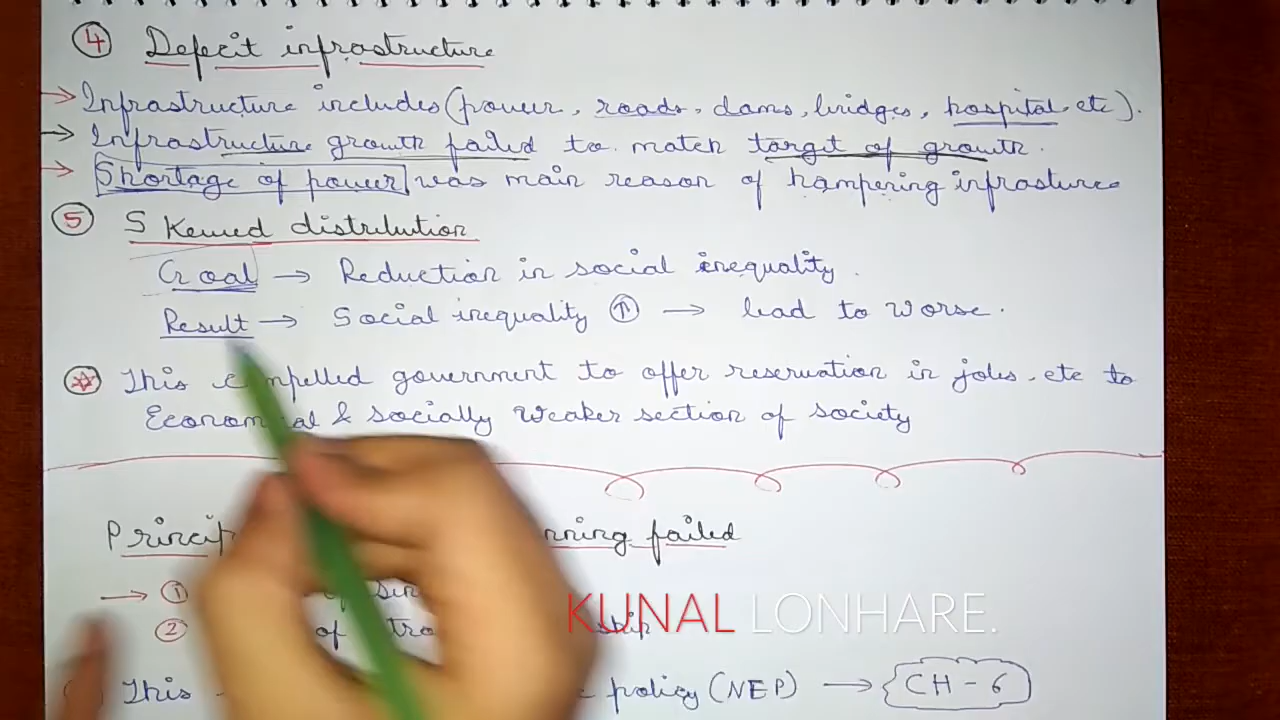 ④ Deficit infrastructure
→ Infrastructure includes (power, roads, dams, bridges, hospital, etc).
→ Infrastructure growth failed to match target of growth.
→ Shortage of power was main reason of hampering infrasture
⑤ Skewed distribution
Goal → Reduction in social inequality.
Result → Social inequality ↑ → lead to worse.
This compelled government to offer reservation in jobs, etc to
Economical & socially weaker section of society
failed
①
KUNAL LONHARE.
② of
This policy (NEP) → CH-6